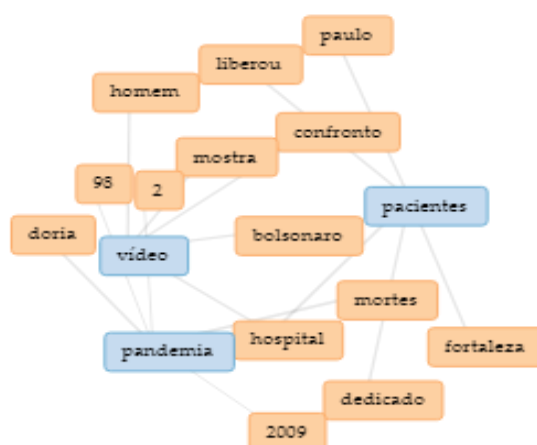 paulo
liberou
homem
confronto
mostra
98
2
pacientes
doria
bolsonaro
vídeo
mortes
hospital
fortaleza
pandemia
dedicado
2009